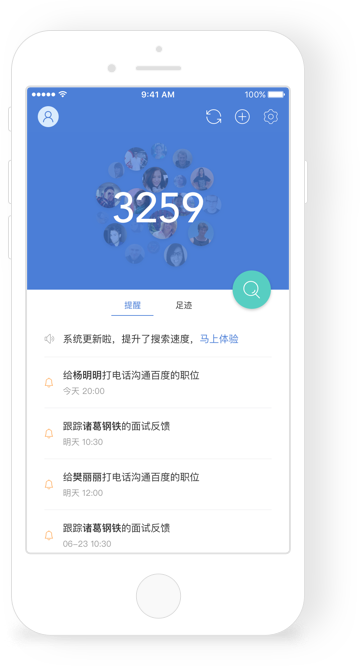 9:41 AM 100%
3259
提醒 足迹
系统更新啦，提升了搜索速度，马上体验
给杨明明打电话沟通百度的职位
今天 20:00
跟踪诸葛钢铁的面试反馈
明天 10:30
给樊丽丽打电话沟通百度的职位
明天 12:00
跟踪诸葛钢铁的面试反馈
06-23 10:30